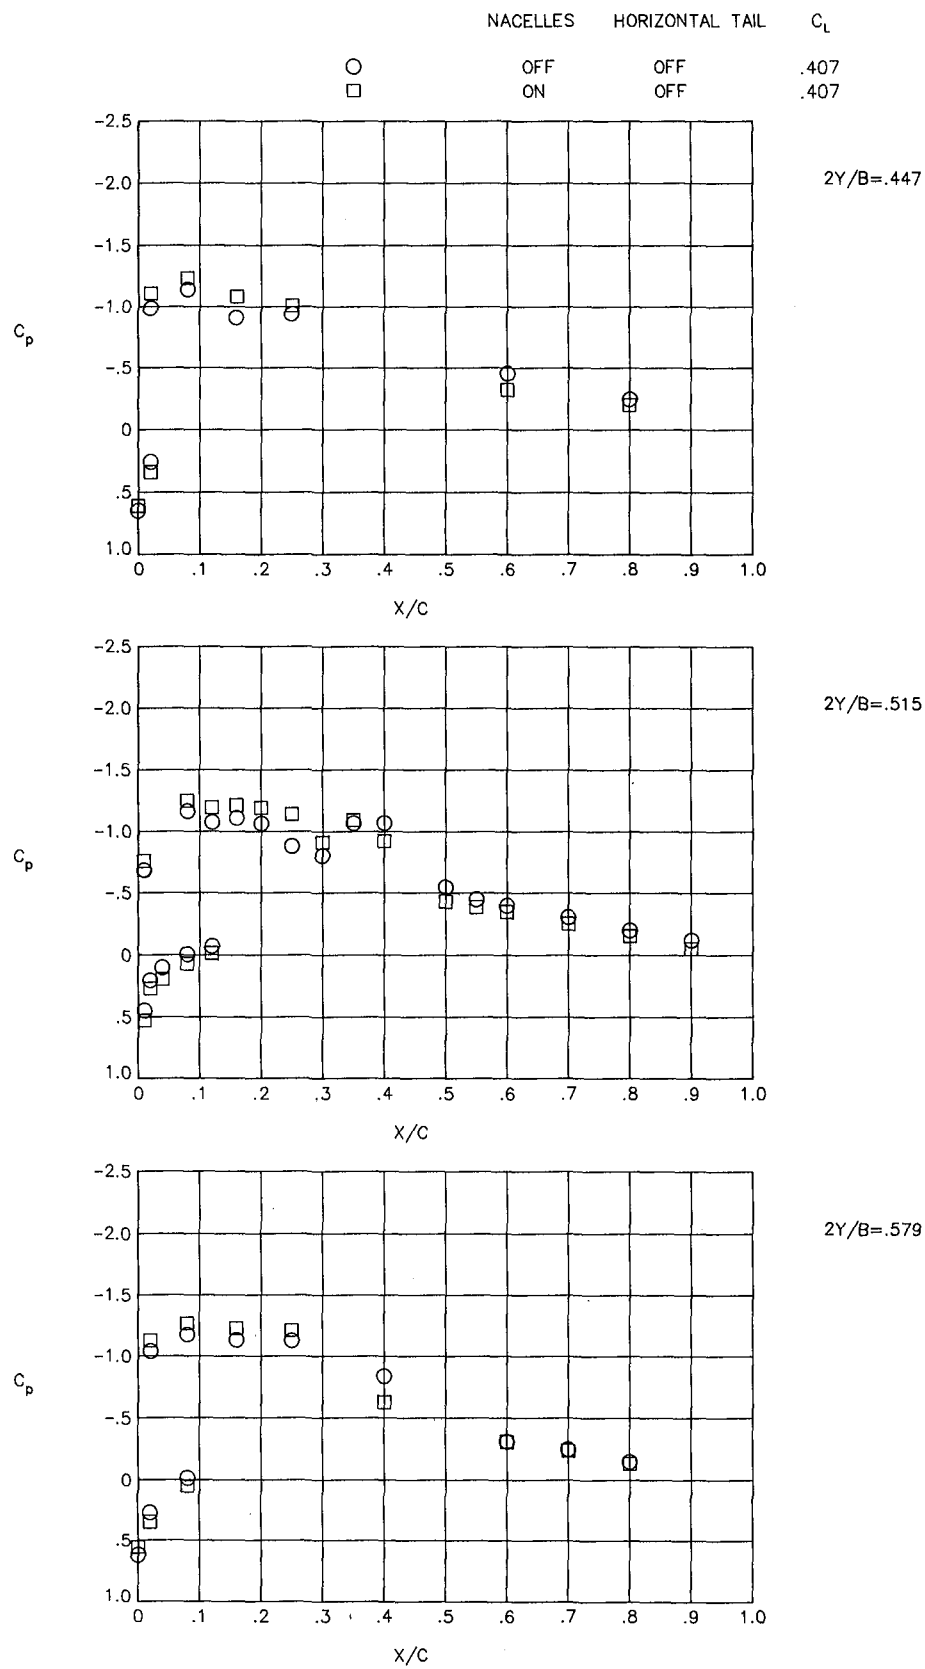 NACELLES HORIZONTAL TAIL CL
OFF OFF .407
ON OFF .407
-2.5
-2.0
2Y/B=.447
-1.5
-1.0
Cp
-.5
0
.5
1.0
0 .1 .2 .3 .4 .5 .6 .7 .8 .9 1.0
X/C
-2.5
-2.0
2Y/B=.515
-1.5
-1.0
Cp
-.5
0
.5
1.0
0 .1 .2 .3 .4 .5 .6 .7 .8 .9 1.0
X/C
-2.5
-2.0
2Y/B=.579
-1.5
-1.0
Cp
-.5
0
.5
1.0
0 .1 .2 .3 .4 .5 .6 .7 .8 .9 1.0
X/C